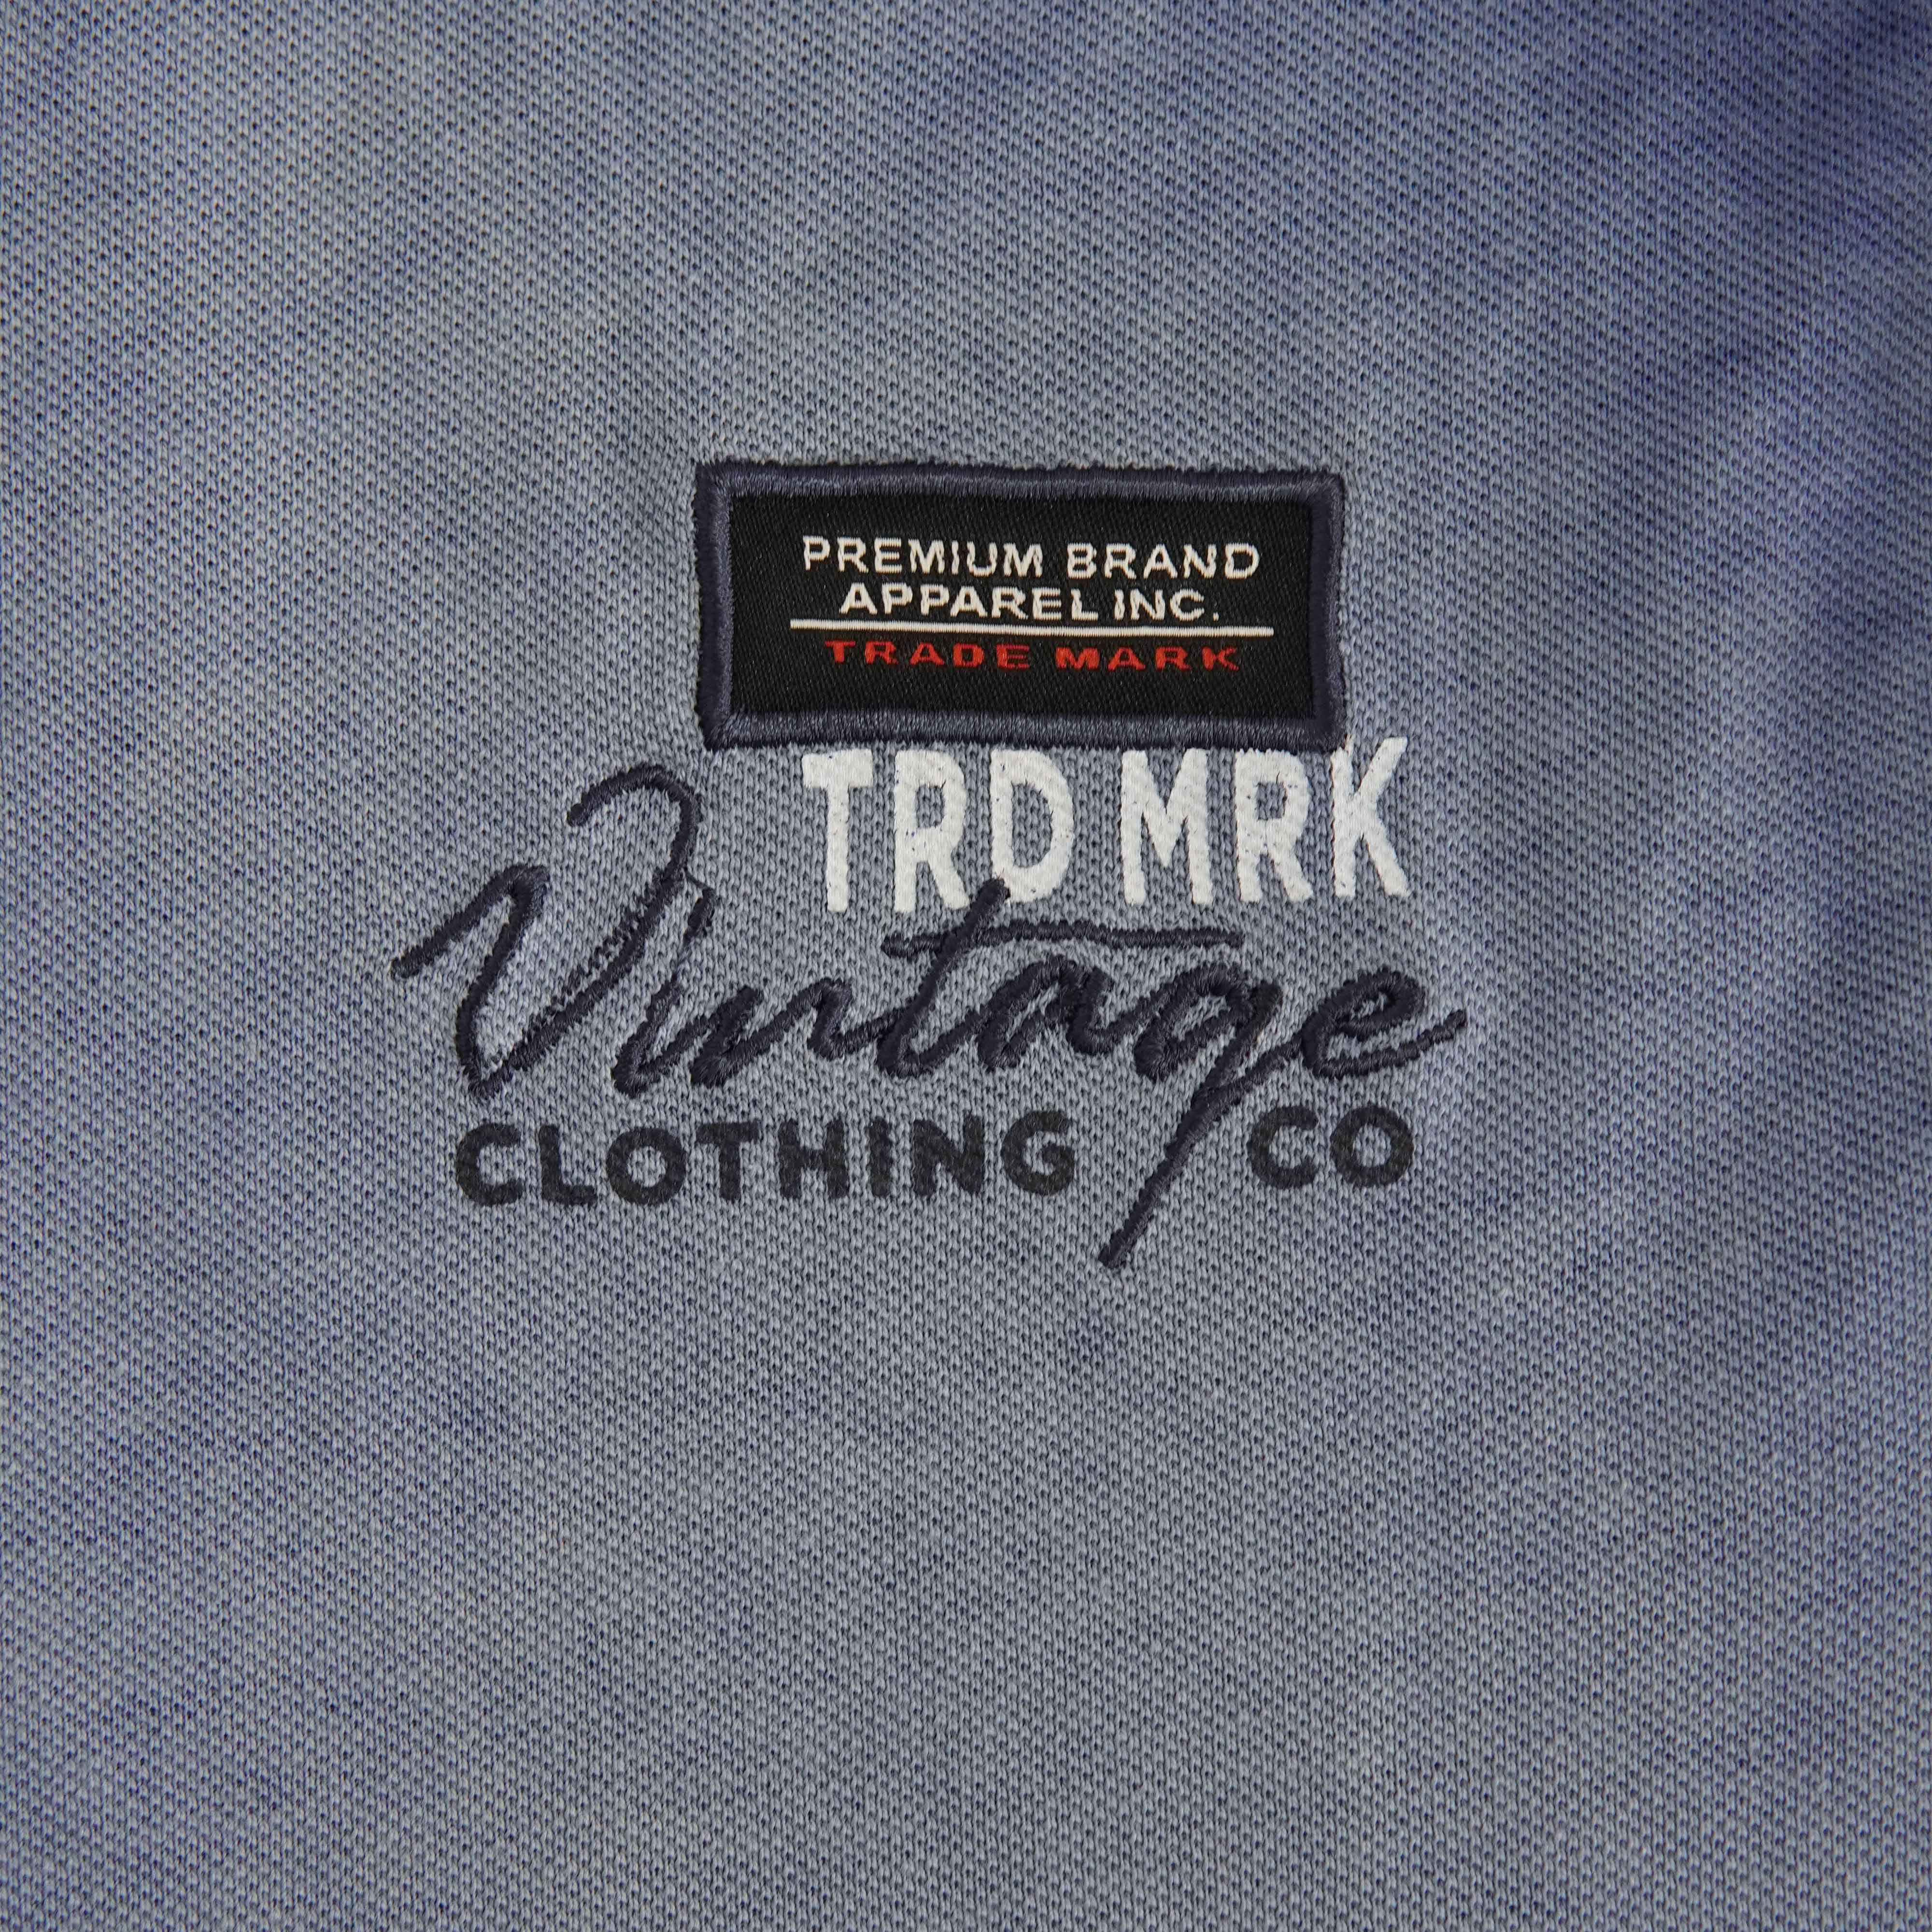 PREMIUM BRAND
APPAREL INC.
TRADE MARK
TRD MRK
Vintage
CLOTHING CO